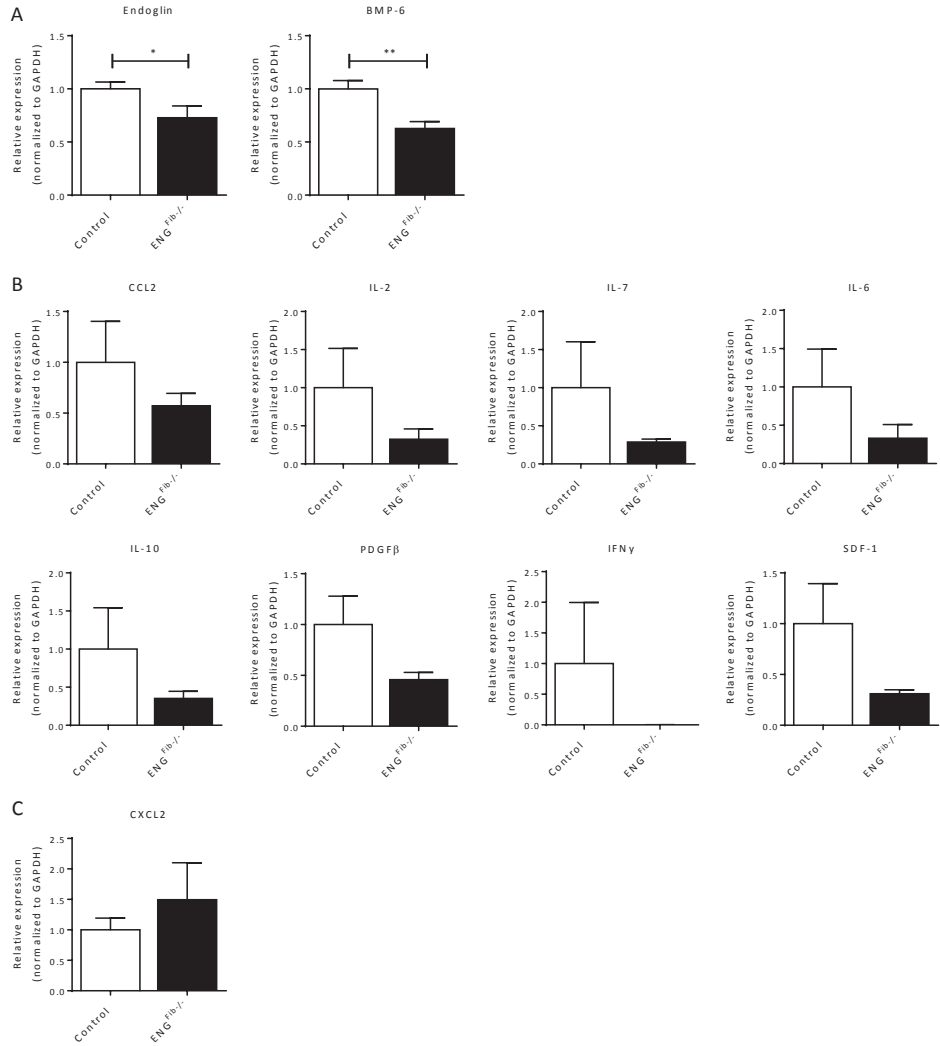 A
Endoglin
Relative expression
(normalized to GAPDH)
1.5
1.0
0.5
0.0
*
Control
ENG^Fib-/-
BMP-6
Relative expression
(normalized to GAPDH)
1.5
1.0
0.5
0.0
**
Control
ENG^Fib-/-
B
CCL2
Relative expression
(normalized to GAPDH)
1.5
1.0
0.5
0.0
Control
ENG^Fib-/-
IL-2
Relative expression
(normalized to GAPDH)
2.0
1.5
1.0
0.5
0.0
Control
ENG^Fib-/-
IL-7
Relative expression
(normalized to GAPDH)
2.0
1.5
1.0
0.5
0.0
Control
ENG^Fib-/-
IL-6
Relative expression
(normalized to GAPDH)
2.0
1.5
1.0
0.5
0.0
Control
ENG^Fib-/-
IL-10
Relative expression
(normalized to GAPDH)
2.0
1.5
1.0
0.5
0.0
Control
ENG^Fib-/-
PDGFβ
Relative expression
(normalized to GAPDH)
1.5
1.0
0.5
0.0
Control
ENG^Fib-/-
IFNγ
Relative expression
(normalized to GAPDH)
2.5
2.0
1.5
1.0
0.5
0.0
Control
ENG^Fib-/-
SDF-1
Relative expression
(normalized to GAPDH)
1.5
1.0
0.5
0.0
Control
ENG^Fib-/-
C
CXCL2
Relative expression
(normalized to GAPDH)
2.5
2.0
1.5
1.0
0.5
0.0
Control
ENG^Fib-/-